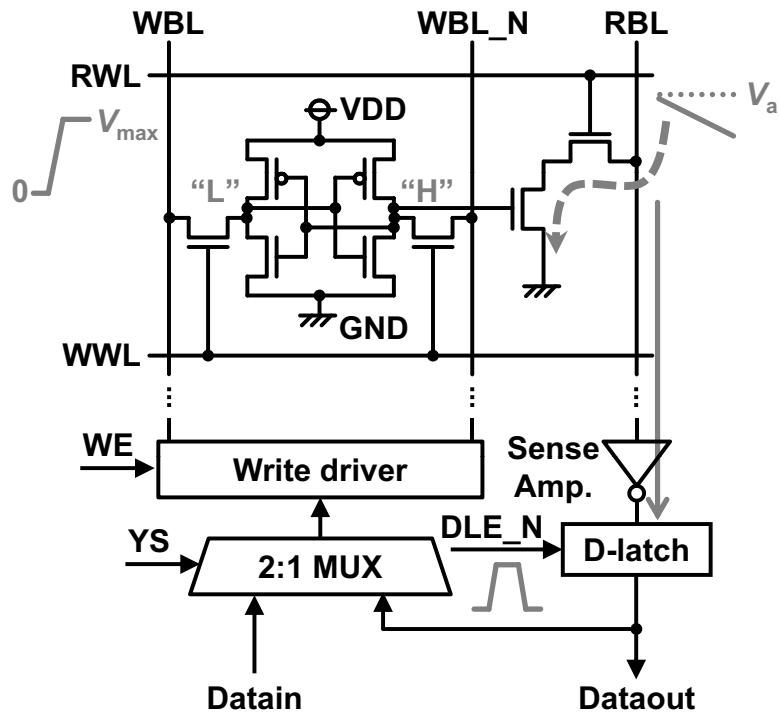 WBL
WBL_N
RBL
RWL
VDD
Va
Vmax
0
"L"
"H"
GND
WWL
WE
Write driver
Sense
Amp.
YS
2:1 MUX
DLE_N
D-latch
Datain
Dataout